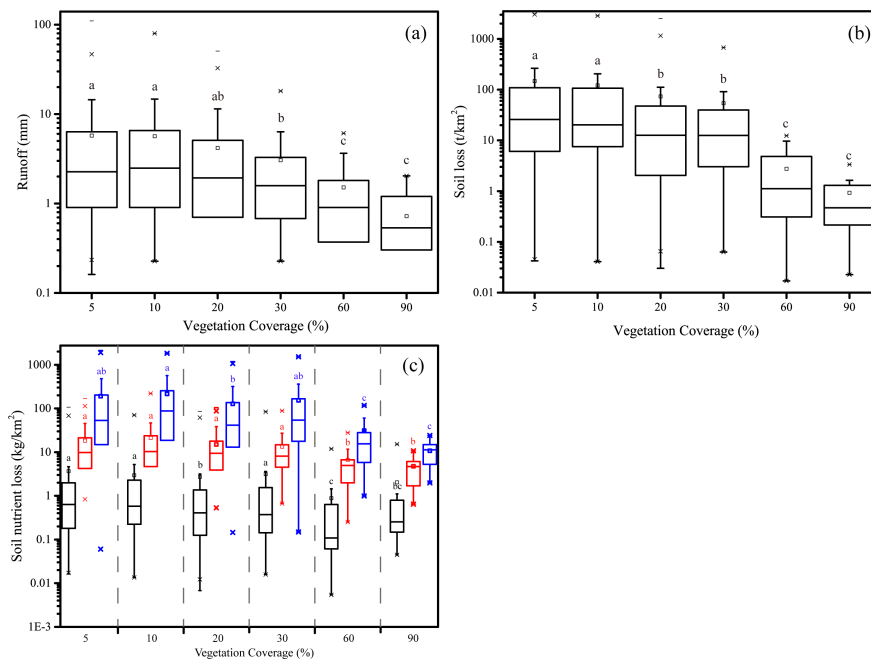 (a)
100
10
1
0.1
Runoff (mm)
a
a
ab
b
c
c
5 10 20 30 60 90
Vegetation Coverage (%)
(b)
1000
100
10
1
0.1
0.01
Soil loss (t/km²)
a
a
b
b
c
c
5 10 20 30 60 90
Vegetation Coverage (%)
(c)
1000
100
10
1
0.1
0.01
1E-3
Soil nutrient loss (kg/km²)
a a ab
a a a
b a b
a a ab
c b c
bc b c
5 10 20 30 60 90
Vegetation Coverage (%)